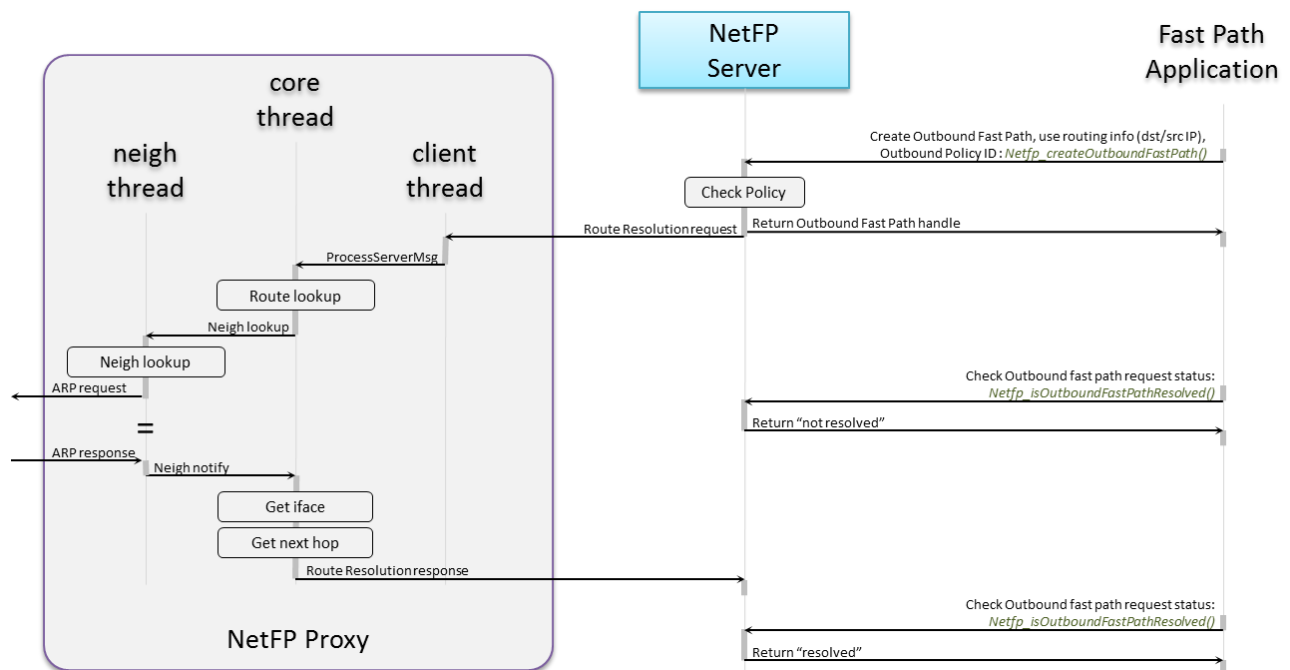 NetFP
Server
Fast Path
Application
core
thread
neigh
thread
client
thread
Create Outbound Fast Path, use routing info (dst/src IP),
Outbound Policy ID : Netfp_createOutboundFastPath()
Check Policy
Route Resolution request
Return Outbound Fast Path handle
ProcessServerMsg
Route lookup
Neigh lookup
Neigh lookup
ARP request
Check Outbound fast path request status:
Netfp_isOutboundFastPathResolved()
Return “not resolved”
=
ARP response
Neigh notify
Get iface
Get next hop
Route Resolution response
Check Outbound fast path request status:
Netfp_isOutboundFastPathResolved()
Return “resolved”
NetFP Proxy